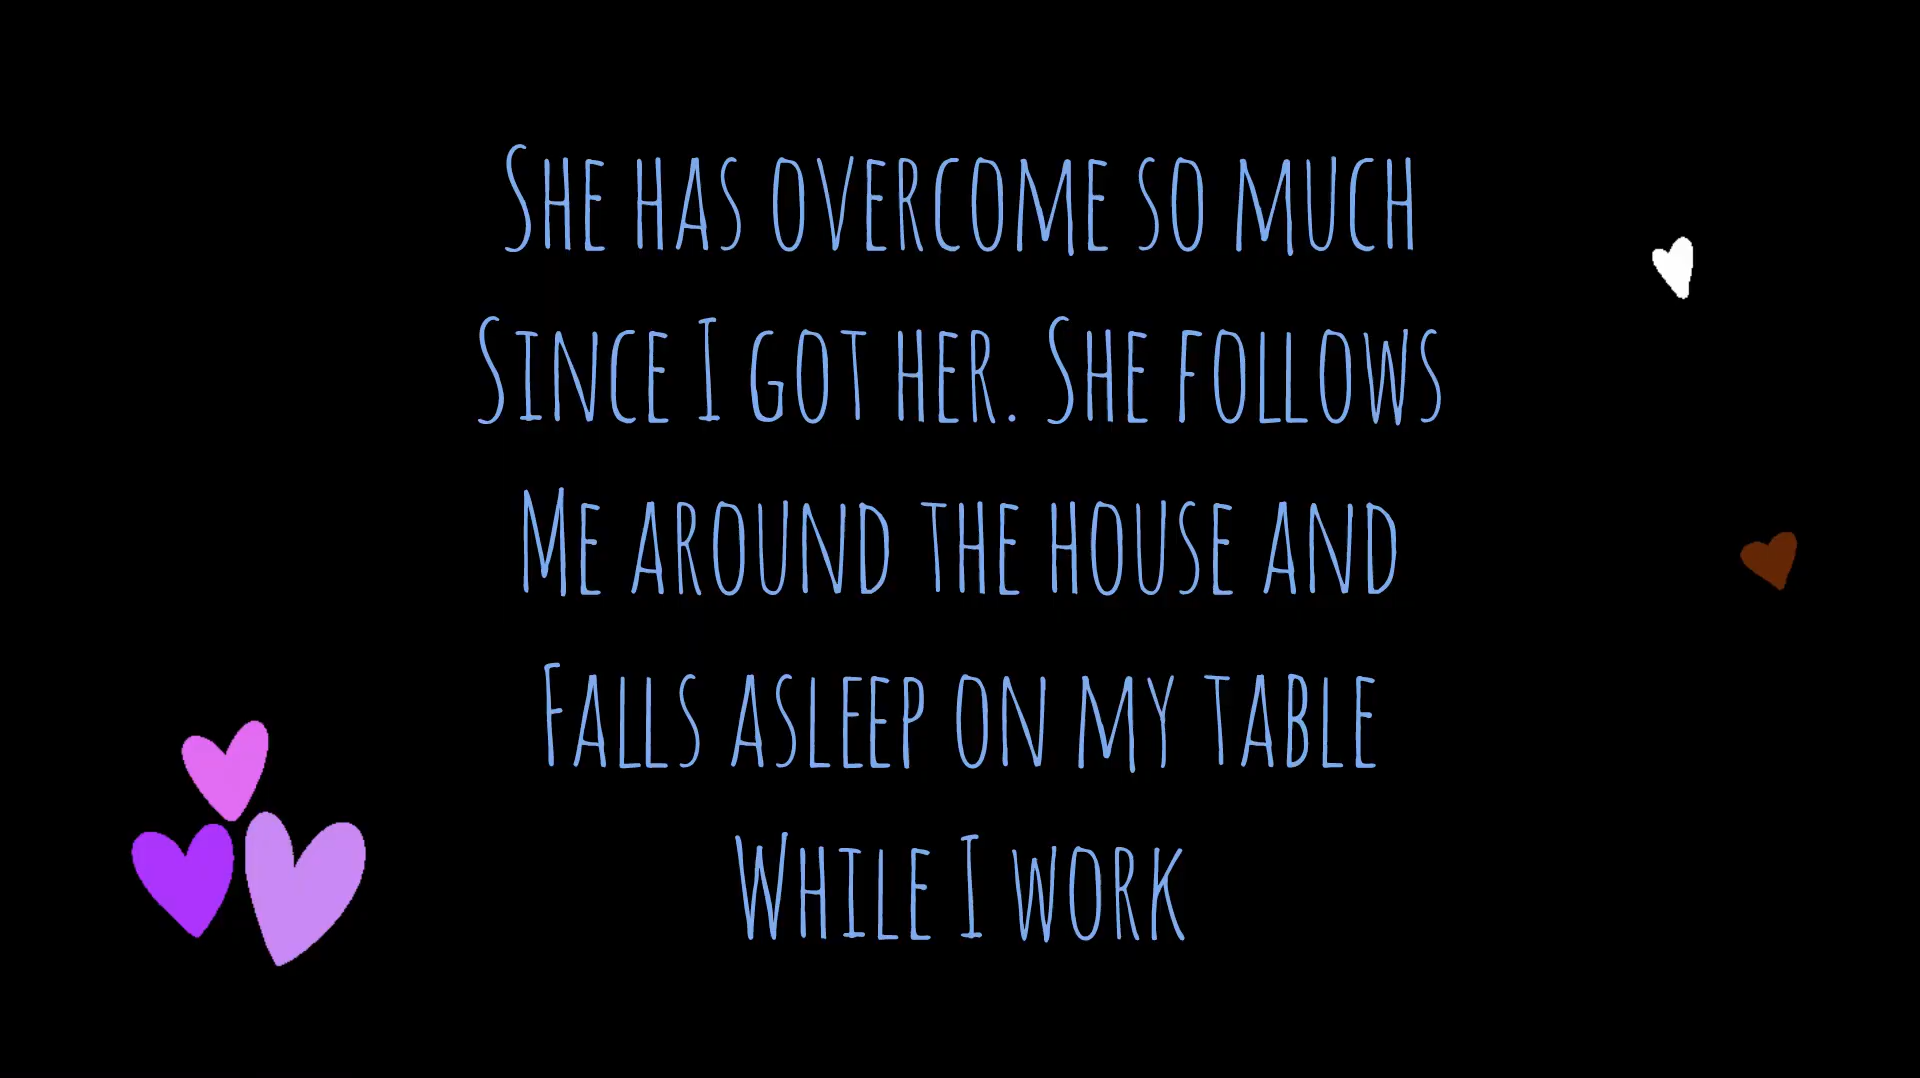 She has overcome so much
Since I got her. She follows
Me around the house and
Falls asleep on my table
While I work